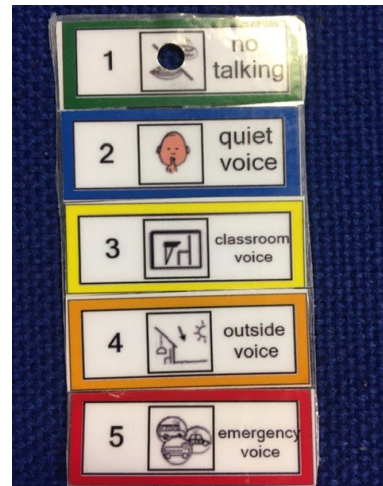 1
no
talking
2
quiet
voice
3
classroom
voice
4
outside
voice
5
emergency
voice